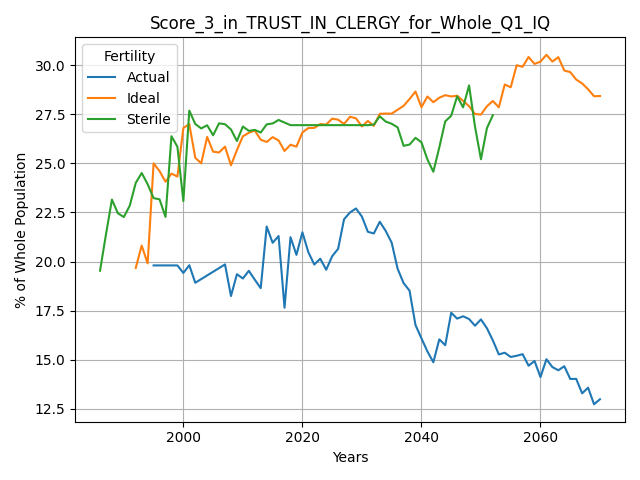 Score_3_in_TRUST_IN_CLERGY_for_Whole_Q1_IQ
Fertility
Actual
Ideal
Sterile
% of Whole Population
30.0
27.5
25.0
22.5
20.0
17.5
15.0
12.5
2000
2020
2040
2060
Years